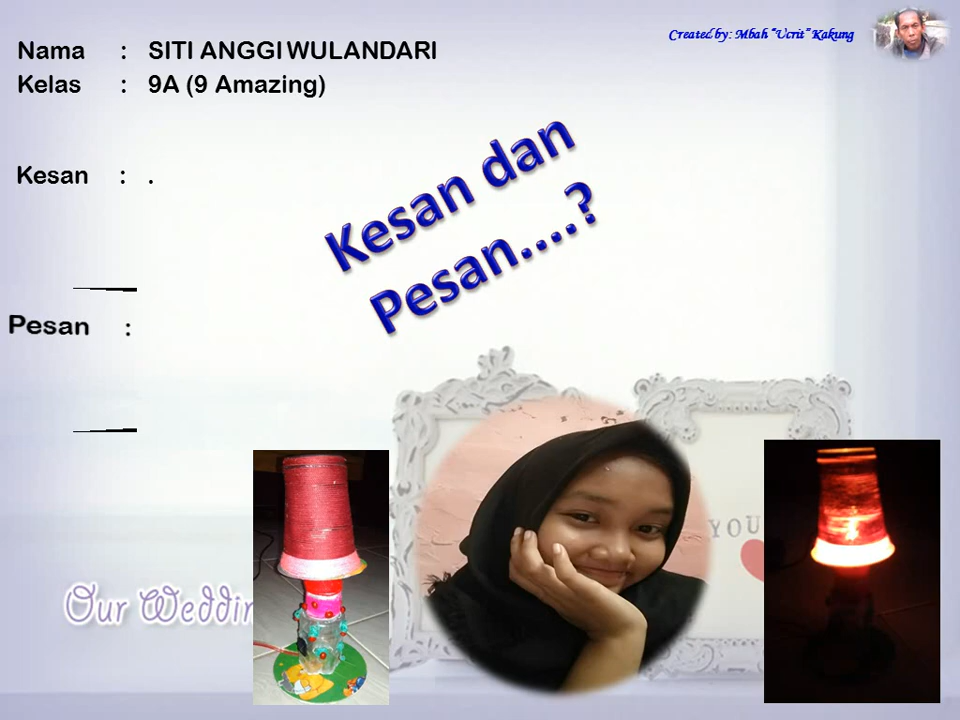 Nama : SITI ANGGI WULANDARI
Created by: Mbah "Ucrit" Kakung
Kelas : 9A (9 Amazing)
Kesan dan
Pesan....?
Kesan : .
Pesan :
YOU
Our Weddin